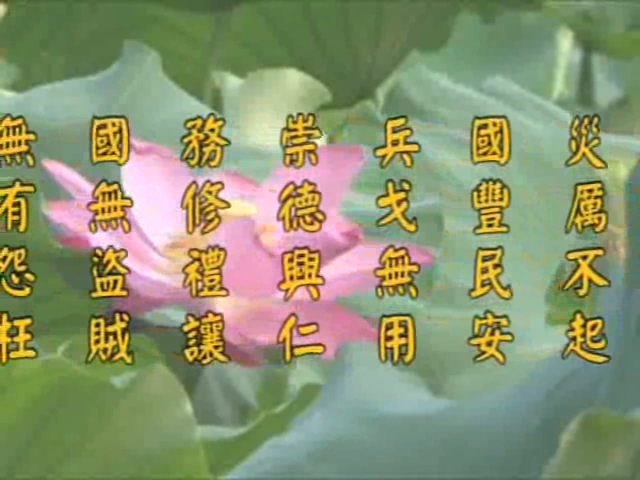 災厲不起
國豐民安
兵戈無用
崇德興仁
務修禮讓
國無盜賊
無有怨枉